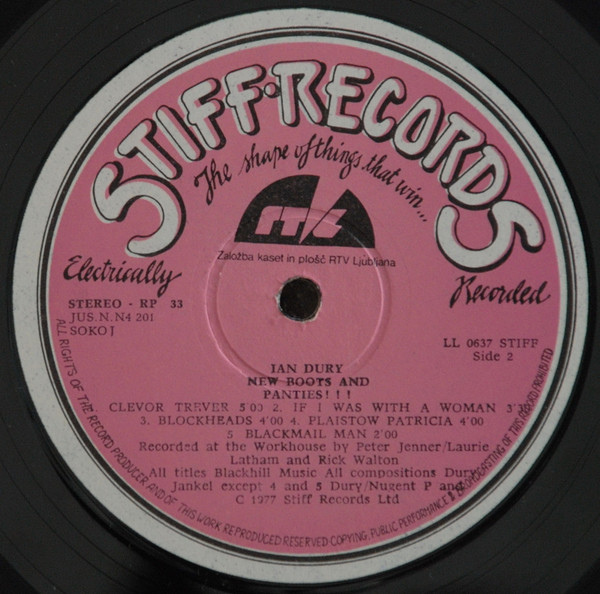 STIFF·RECORDS
The shape of things that win...
RTL
Založba kaset in plošč RTV Ljubljana
Electrically
Recorded
STEREO - RP 33
JUS.N.N4 201
SOKOJ
LL 0637 STIFF
Side 2
IAN DURY
NEW BOOTS AND
PANTIES!!!
CLEVOR TREVER 5'00 2. IF I WAS WITH A WOMAN
3. BLOCKHEADS 4'00 4. PLAISTOW PATRICIA 4'00
5 BLACKMAIL MAN 2'00
Recorded at the Workhouse by Peter Jenner/Laurie
Latham and Rick Walton
All titles Blackhill Music All compositions Dury/
Jankel except 4 and 5 Dury/Nugent P and
C 1977 Stiff Records Ltd
ALL RIGHTS OF THE RECORD PRODUCER AND OF THIS WORK REPRODUCED RESERVED COPYING, PUBLIC PERFORMANCE BROADCASTING OF THIS RECORD PROHIBITED